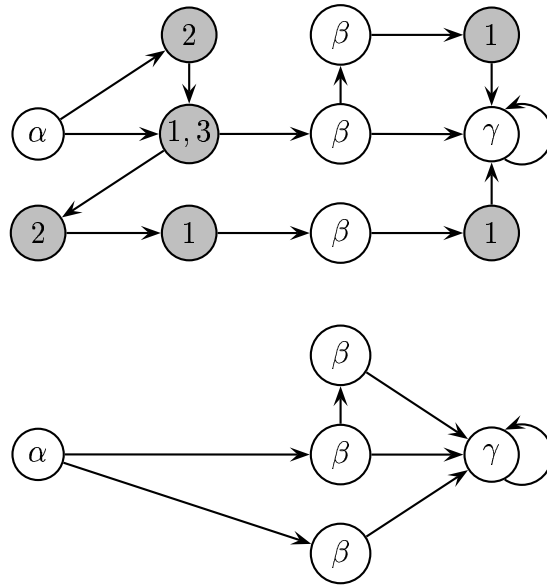 2 β 1
α 1, 3 β γ
2 1 β 1
β
α β γ
β